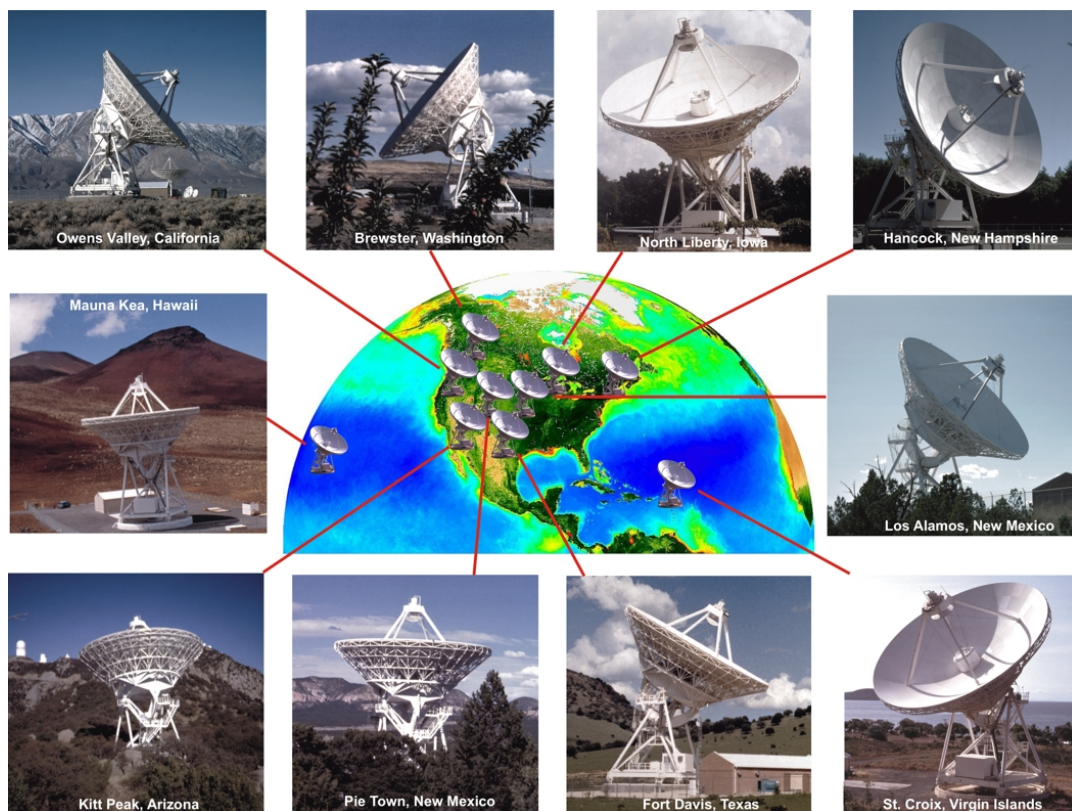 Owens Valley, California
Brewster, Washington
North Liberty, Iowa
Hancock, New Hampshire
Mauna Kea, Hawaii
Los Alamos, New Mexico
Kitt Peak, Arizona
Pie Town, New Mexico
Fort Davis, Texas
St. Croix, Virgin Islands